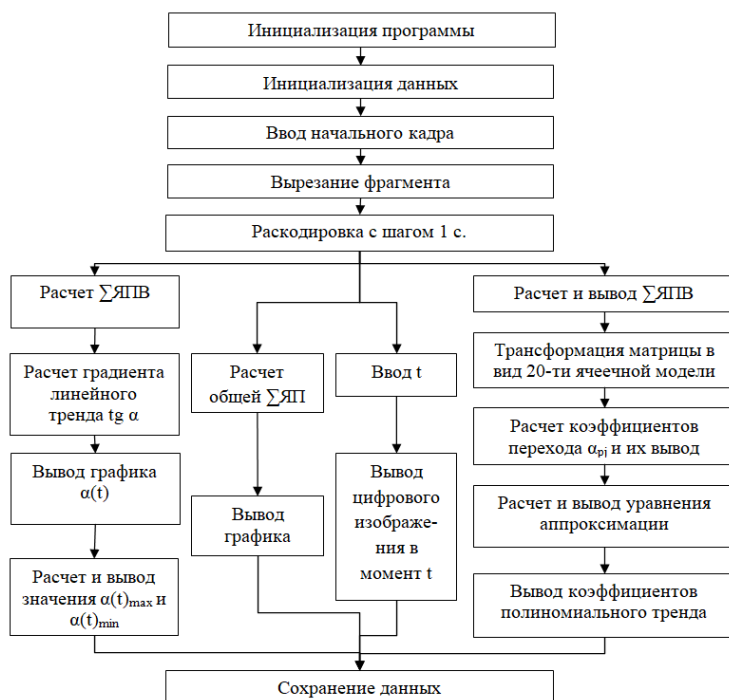 Инициализация программы
Инициализация данных
Ввод начального кадра
Вырезание фрагмента
Раскодировка с шагом 1 с.
Расчет ∑ЯПВ
Расчет градиента
линейного
тренда tg α
Вывод графика
α(t)
Расчет и вывод
значения α(t)max и
α(t)min
Расчет
общей ∑ЯП
Вывод
графика
Ввод t
Вывод
цифрового
изображе-
ния в
момент t
Расчет и вывод ∑ЯПВ
Трансформация матрицы в
вид 20-ти ячеечной модели
Расчет коэффициентов
перехода αpj и их вывод
Расчет и вывод уравнения
аппроксимации
Вывод коэффициентов
полиномиального тренда
Сохранение данных